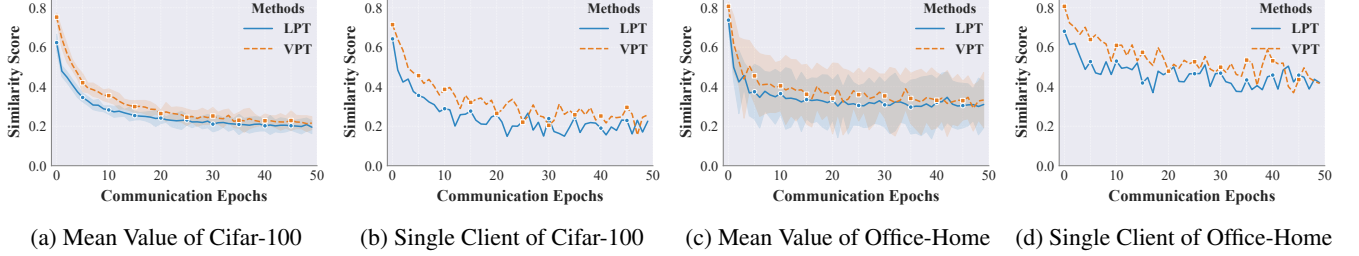 0.8
0.6
0.4
0.2
0.0
Similarity Score
0 10 20 30 40 50
Communication Epochs
Methods
LPT
VPT
(a) Mean Value of Cifar-100
0.8
0.6
0.4
0.2
0.0
Similarity Score
0 10 20 30 40 50
Communication Epochs
Methods
LPT
VPT
(b) Single Client of Cifar-100
0.8
0.6
0.4
0.2
0.0
Similarity Score
0 10 20 30 40 50
Communication Epochs
Methods
LPT
VPT
(c) Mean Value of Office-Home
0.8
0.6
0.4
0.2
0.0
Similarity Score
0 10 20 30 40 50
Communication Epochs
Methods
LPT
VPT
(d) Single Client of Office-Home